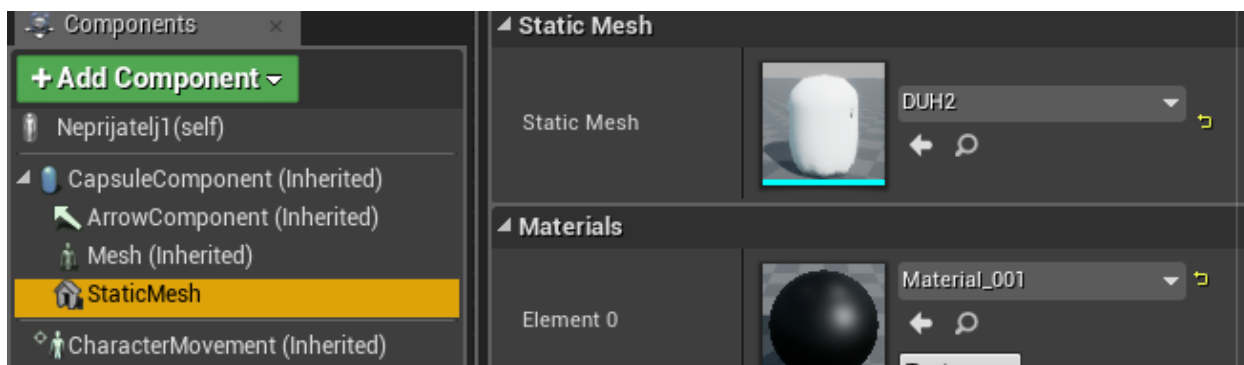 Components
+ Add Component
Neprijatelj1(self)
CapsuleComponent (Inherited)
ArrowComponent (Inherited)
Mesh (Inherited)
StaticMesh
CharacterMovement (Inherited)
Static Mesh
Static Mesh
DUH2
Materials
Element 0
Material_001